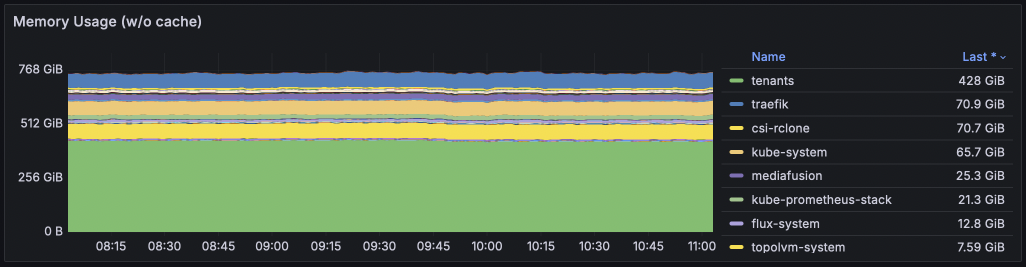 Memory Usage (w/o cache)
768 GiB
512 GiB
256 GiB
0 B
08:15 08:30 08:45 09:00 09:15 09:30 09:45 10:00 10:15 10:30 10:45 11:00
Name Last *
tenants 428 GiB
traefik 70.9 GiB
csi-rclone 70.7 GiB
kube-system 65.7 GiB
mediafusion 25.3 GiB
kube-prometheus-stack 21.3 GiB
flux-system 12.8 GiB
topolvm-system 7.59 GiB